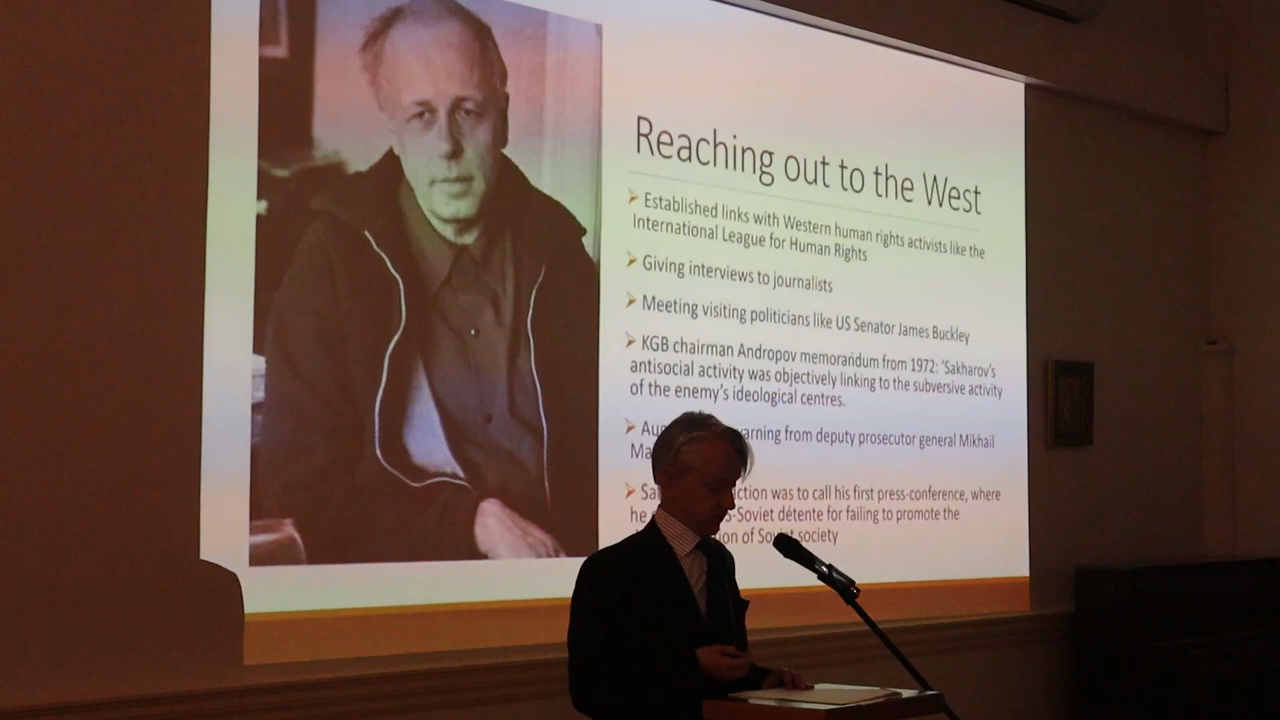 Reaching out to the West
Established links with Western human rights activists like the
International League for Human Rights
Giving interviews to journalists
Meeting visiting politicians like US Senator James Buckley
KGB chairman Andropov memorandum from 1972: 'Sakharov's
antisocial activity was objectively linking to the subversive activity
of the enemy's ideological centres.
from deputy prosecutor general Mikhail
was to call his first press-conference, where
he détente for failing to promote the
of Soviet society